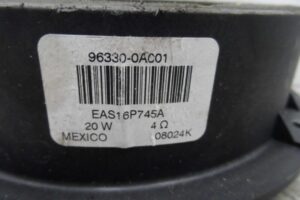 96330-0AC01
EAS16P745A
20 W 4 Ω
MEXICO 08024K